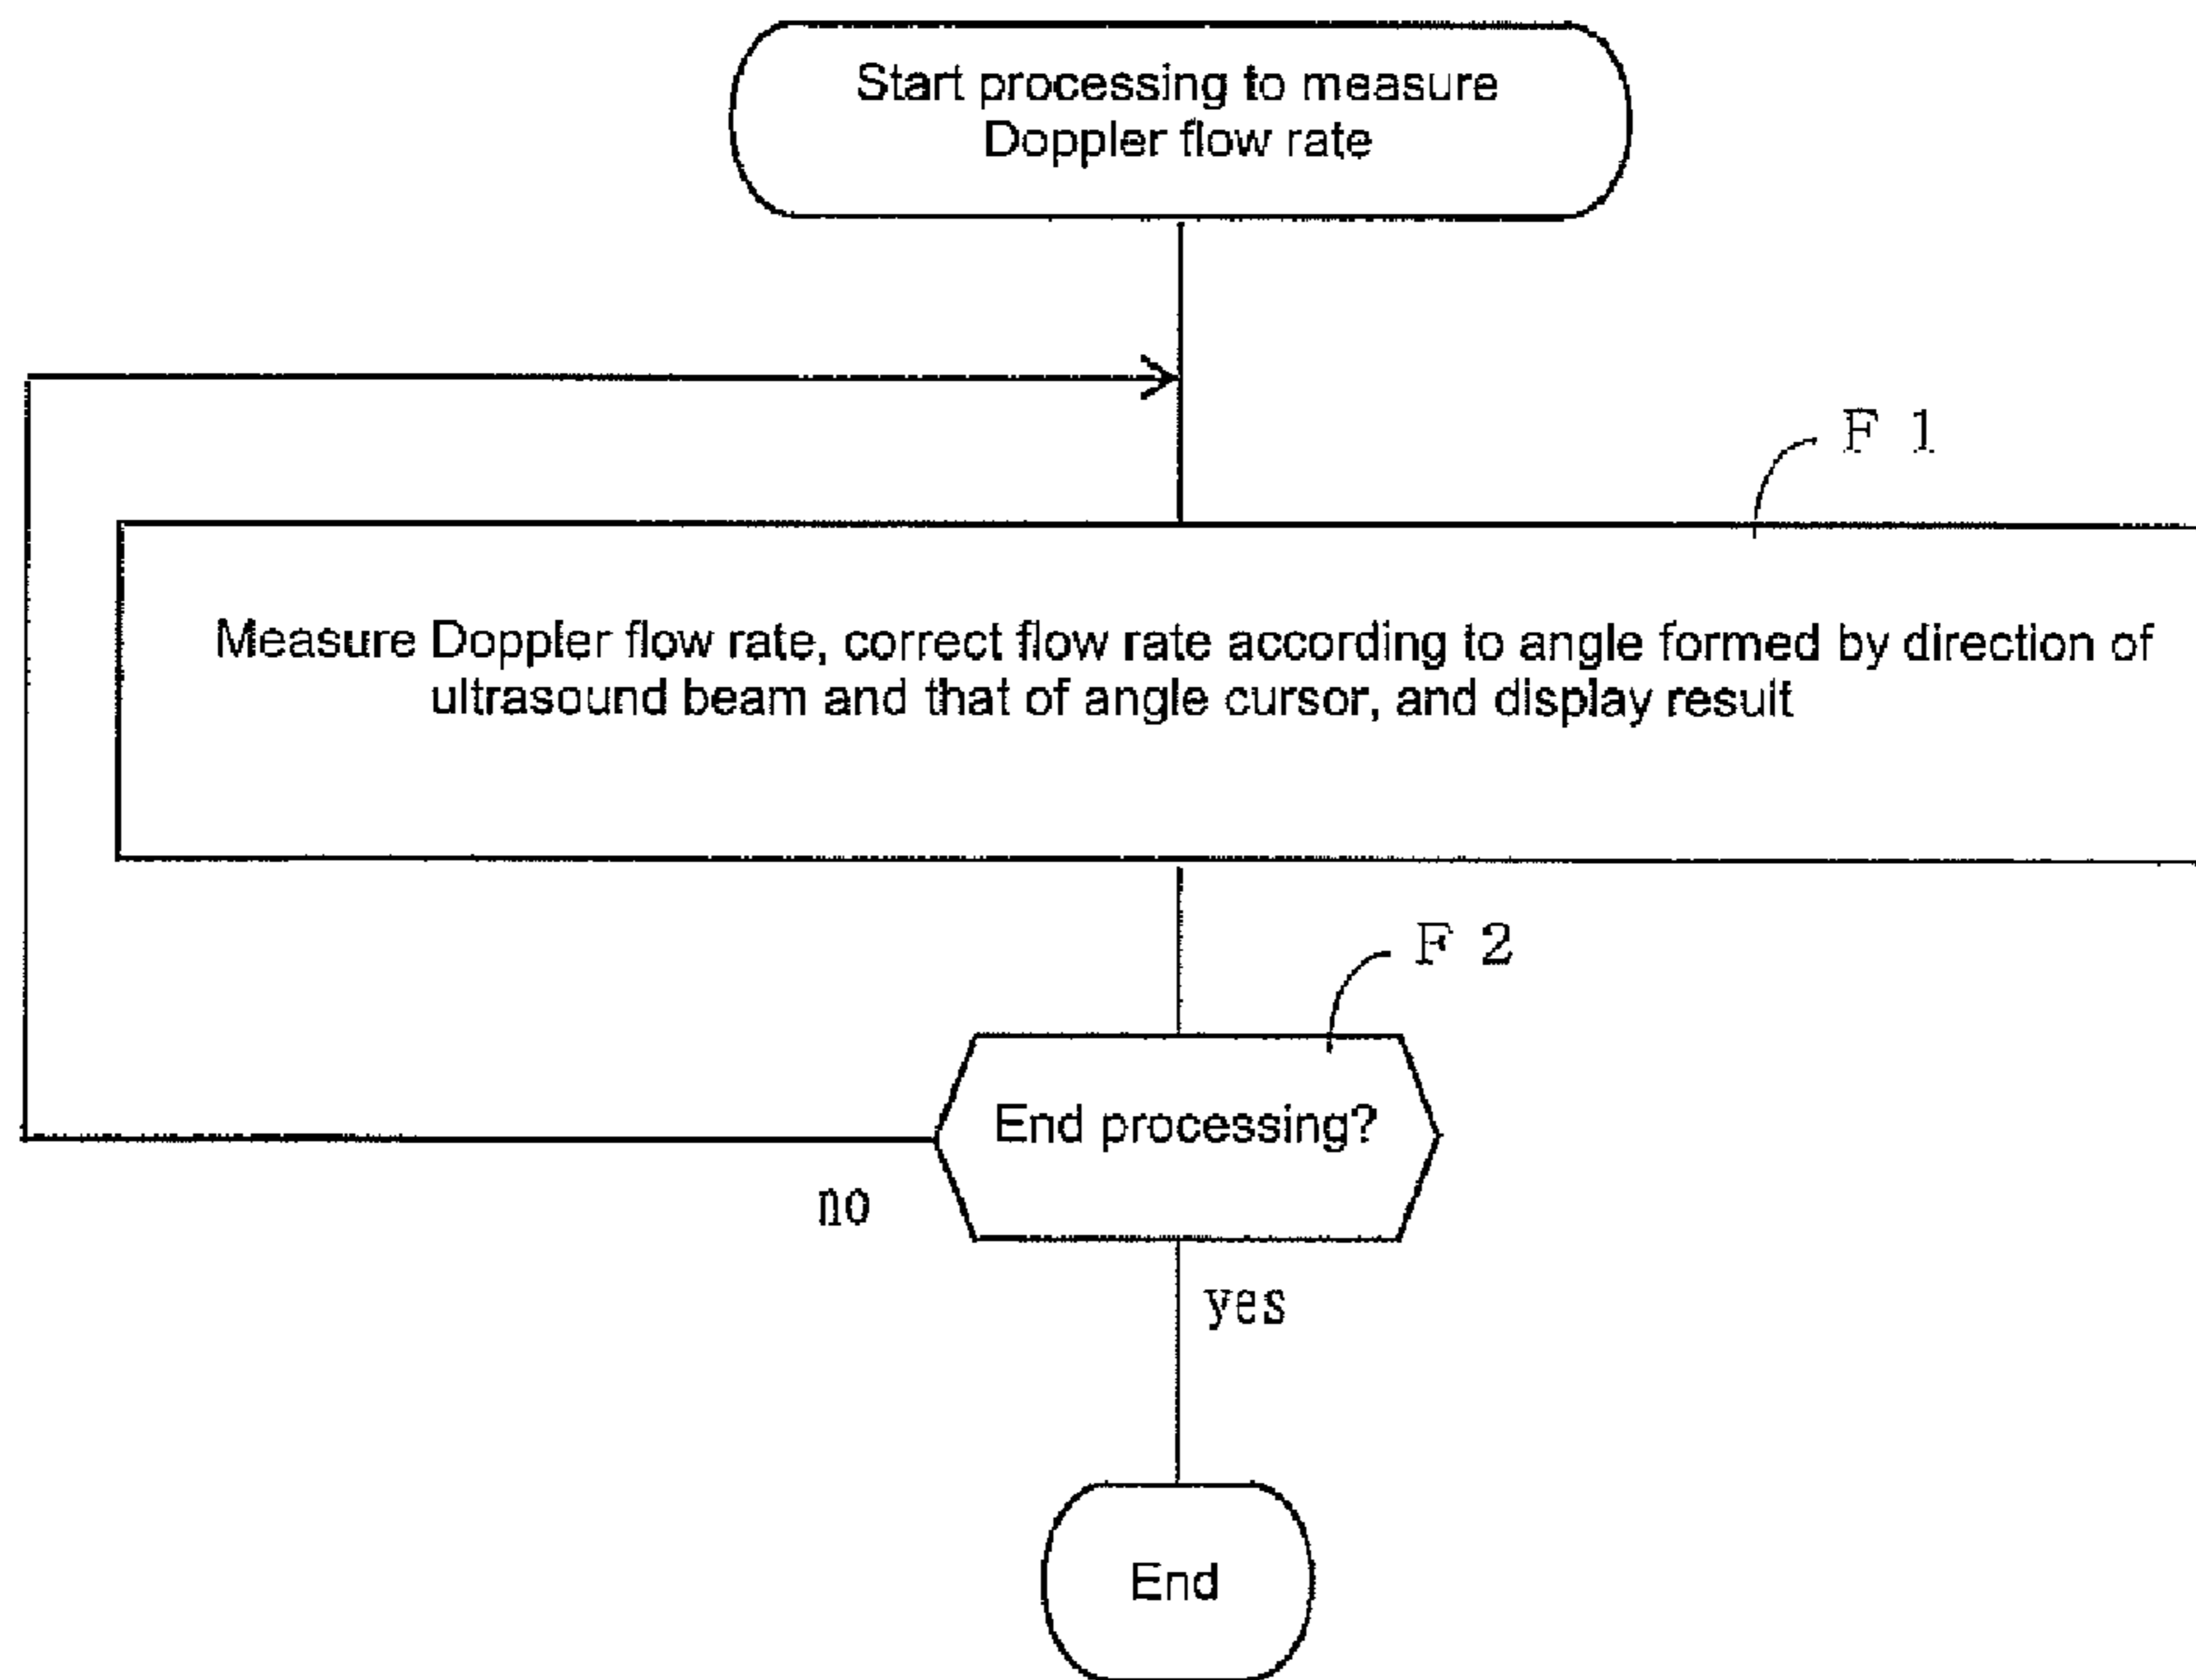 Start processing to measure
Doppler flow rate
F 1
Measure Doppler flow rate, correct flow rate according to angle formed by direction of
ultrasound beam and that of angle cursor, and display result
F 2
End processing?
no
yes
End